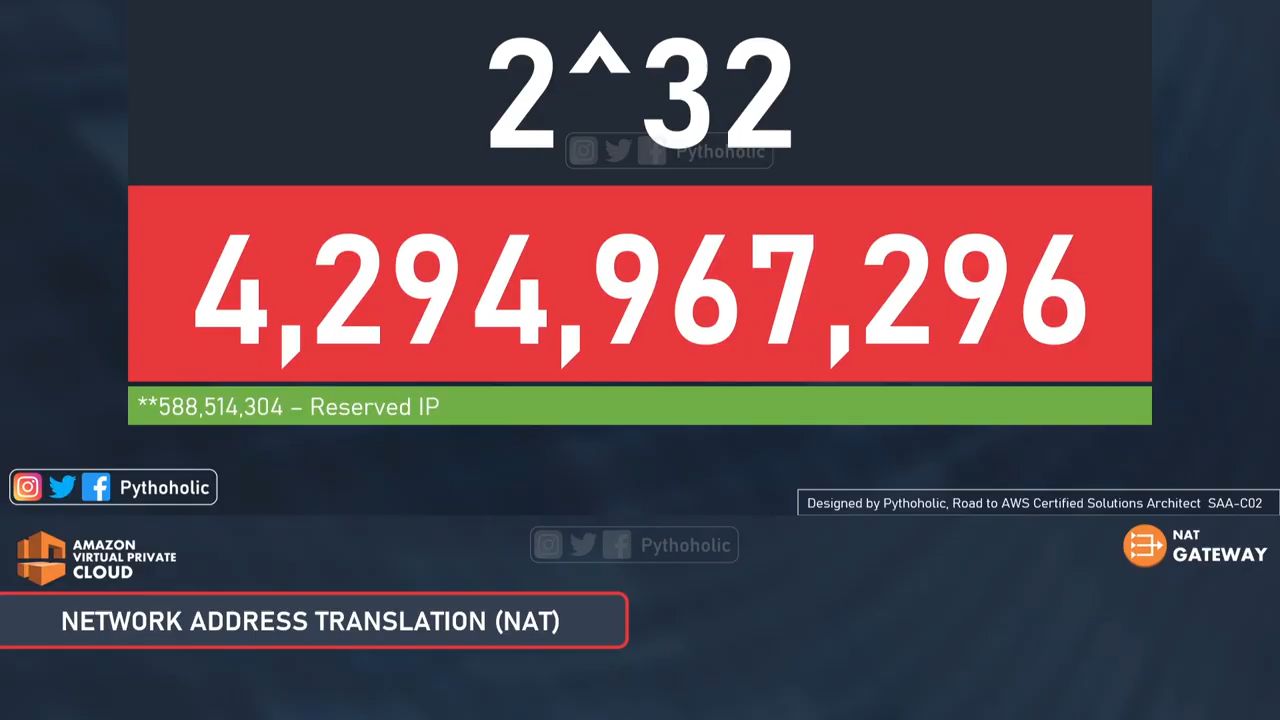 2^32
Pythoholic
4,294,967,296
**588,514,304 – Reserved IP
Pythoholic
Designed by Pythoholic, Road to AWS Certified Solutions Architect SAA-C02
Pythoholic
AMAZON
VIRTUAL PRIVATE
CLOUD
NAT
GATEWAY
NETWORK ADDRESS TRANSLATION (NAT)